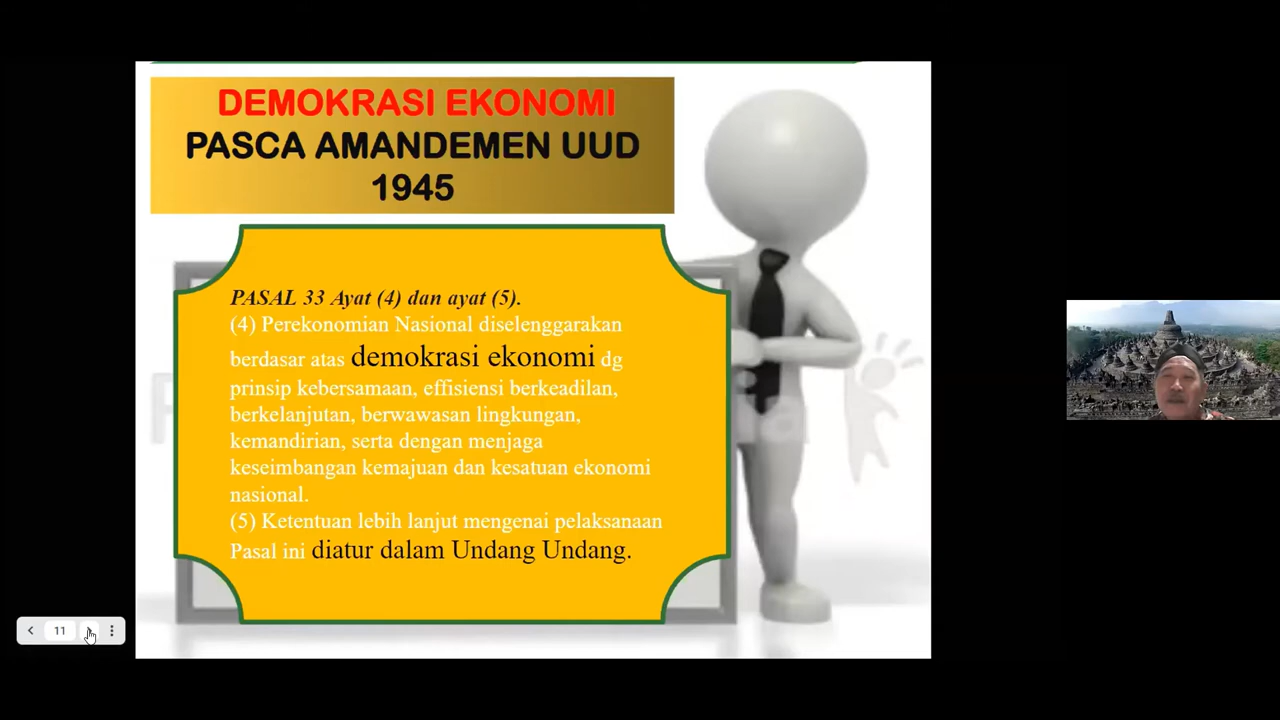 DEMOKRASI EKONOMI
PASCA AMANDEMEN UUD
1945
PASAL 33 Ayat (4) dan ayat (5).
(4) Perekonomian Nasional diselenggarakan
berdasar atas demokrasi ekonomi dg
prinsip kebersamaan, effisiensi berkeadilan,
berkelanjutan, berwawasan lingkungan,
kemandirian, serta dengan menjaga
keseimbangan kemajuan dan kesatuan ekonomi
nasional.
(5) Ketentuan lebih lanjut mengenai pelaksanaan
Pasal ini diatur dalam Undang Undang.
11